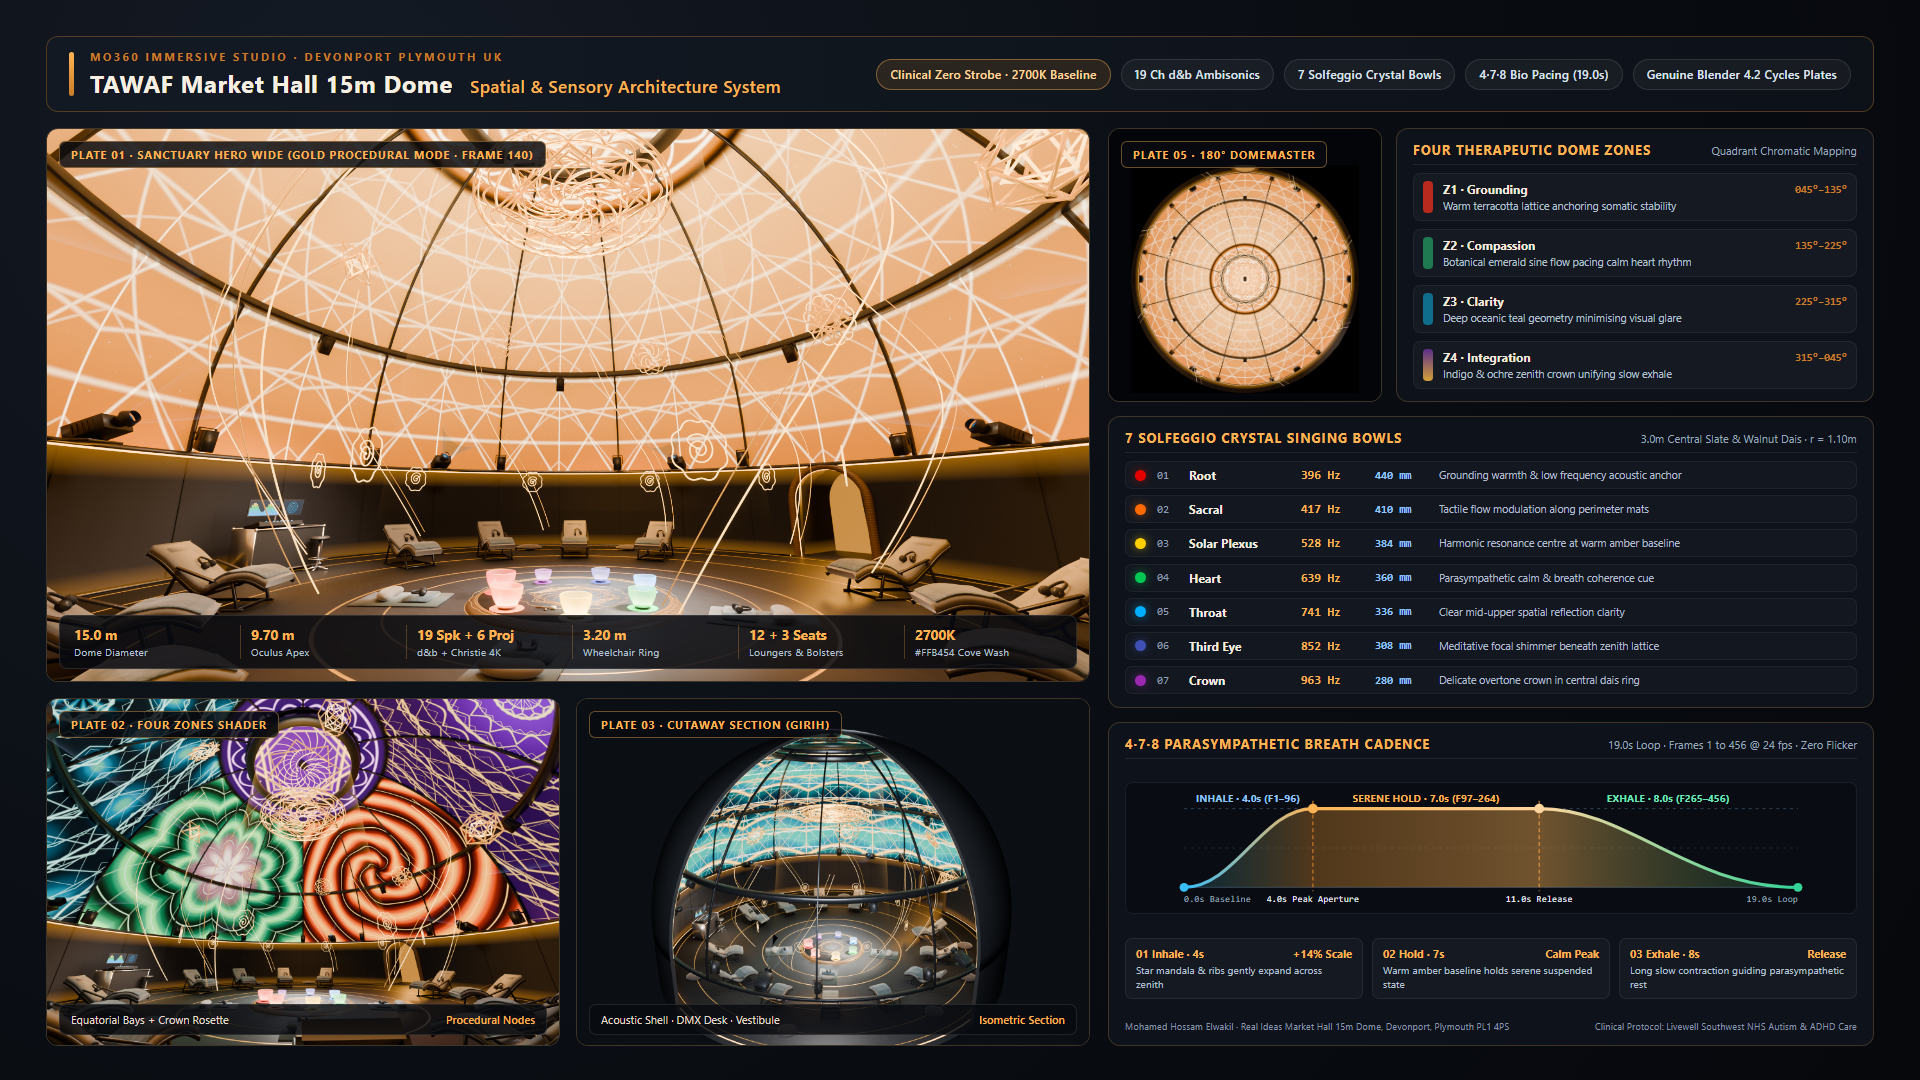 MO360 IMMERSIVE STUDIO · DEVONPORT PLYMOUTH UK
TAWAF Market Hall 15m Dome Spatial & Sensory Architecture System
Clinical Zero Strobe · 2700K Baseline
19 Ch d&b Ambisonics
7 Solfeggio Crystal Bowls
4-7-8 Bio Pacing (19.0s)
Genuine Blender 4.2 Cycles Plates
PLATE 01 · SANCTUARY HERO WIDE (GOLD PROCEDURAL MODE · FRAME 140)
15.0 m
Dome Diameter
9.70 m
Oculus Apex
19 Spk + 6 Proj
d&b + Christie 4K
3.20 m
Wheelchair Ring
12 + 3 Seats
Loungers & Bolsters
2700K
#FFB454 Cove Wash
PLATE 02 · FOUR ZONES SHADER
Equatorial Bays + Crown Rosette
Procedural Nodes
PLATE 03 · CUTAWAY SECTION (GIRIH)
Acoustic Shell · DMX Desk · Vestibule
Isometric Section
PLATE 05 · 180° DOMEMASTER
FOUR THERAPEUTIC DOME ZONES
Quadrant Chromatic Mapping
Z1 · Grounding
045°–135°
Warm terracotta lattice anchoring somatic stability
Z2 · Compassion
135°–225°
Botanical emerald sine flow pacing calm heart rhythm
Z3 · Clarity
225°–315°
Deep oceanic teal geometry minimising visual glare
Z4 · Integration
315°–045°
Indigo & ochre zenith crown unifying slow exhale
7 SOLFEGGIO CRYSTAL SINGING BOWLS
3.0m Central Slate & Walnut Dais · r = 1.10m
01 Root 396 Hz 440 mm Grounding warmth & low frequency acoustic anchor
02 Sacral 417 Hz 410 mm Tactile flow modulation along perimeter mats
03 Solar Plexus 528 Hz 384 mm Harmonic resonance centre at warm amber baseline
04 Heart 639 Hz 360 mm Parasympathetic calm & breath coherence cue
05 Throat 741 Hz 336 mm Clear mid-upper spatial reflection clarity
06 Third Eye 852 Hz 308 mm Meditative focal shimmer beneath zenith lattice
07 Crown 963 Hz 280 mm Delicate overtone crown in central dais ring
4-7-8 PARASYMPATHETIC BREATH CADENCE
19.0s Loop · Frames 1 to 456 @ 24 fps · Zero Flicker
INHALE · 4.0s (F1–96)
SERENE HOLD · 7.0s (F97–264)
EXHALE · 8.0s (F265–456)
0.0s Baseline
4.0s Peak Aperture
11.0s Release
19.0s Loop
01 Inhale · 4s
+14% Scale
Star mandala & ribs gently expand across
zenith
02 Hold · 7s
Calm Peak
Warm amber baseline holds serene suspended
state
03 Exhale · 8s
Release
Long slow contraction guiding parasympathetic
rest
Mohamed Hossam Elwakil · Real Ideas Market Hall 15m Dome, Devonport, Plymouth PL1 4PS
Clinical Protocol: Livewell Southwest NHS Autism & ADHD Care